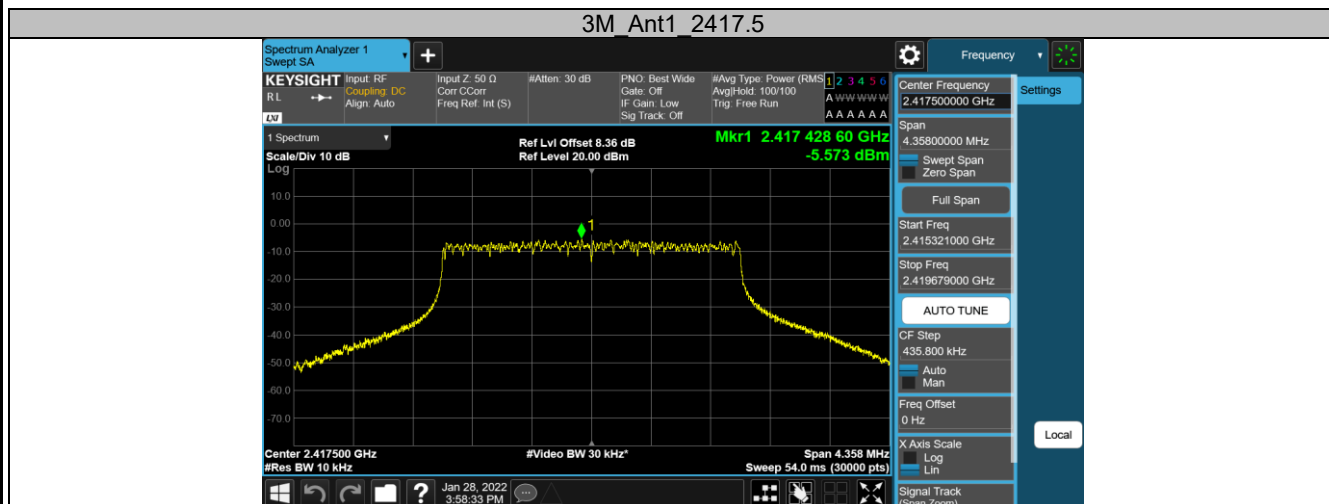 3M_Ant1_2417.5
Spectrum Analyzer 1
Swept SA
Frequency
KEYSIGHT
RL
LXI
Input: RF
Coupling: DC
Align: Auto
Input Z: 50 Ω
Corr CCorr
Freq Ref: Int (S)
#Atten: 30 dB
PNO: Best Wide
Gate: Off
IF Gain: Low
Sig Track: Off
#Avg Type: Power (RMS
Avg|Hold: 100/100
Trig: Free Run
1 2 3 4 5 6
A W W W W W
A A A A A A
1 Spectrum
Scale/Div 10 dB
Log
Ref Lvl Offset 8.36 dB
Ref Level 20.00 dBm
Mkr1 2.417 428 60 GHz
-5.573 dBm
10.0
0.00
-10.0
-20.0
-30.0
-40.0
-50.0
-60.0
-70.0
1
Center 2.417500 GHz
#Res BW 10 kHz
#Video BW 30 kHz*
Span 4.358 MHz
Sweep 54.0 ms (30000 pts)
Jan 28, 2022
3:58:33 PM
Center Frequency
2.417500000 GHz
Settings
Span
4.35800000 MHz
Swept Span
Zero Span
Full Span
Start Freq
2.415321000 GHz
Stop Freq
2.419679000 GHz
AUTO TUNE
CF Step
435.800 kHz
Auto
Man
Freq Offset
0 Hz
X Axis Scale
Log
Lin
Local
Signal Track
(Span Zoom)